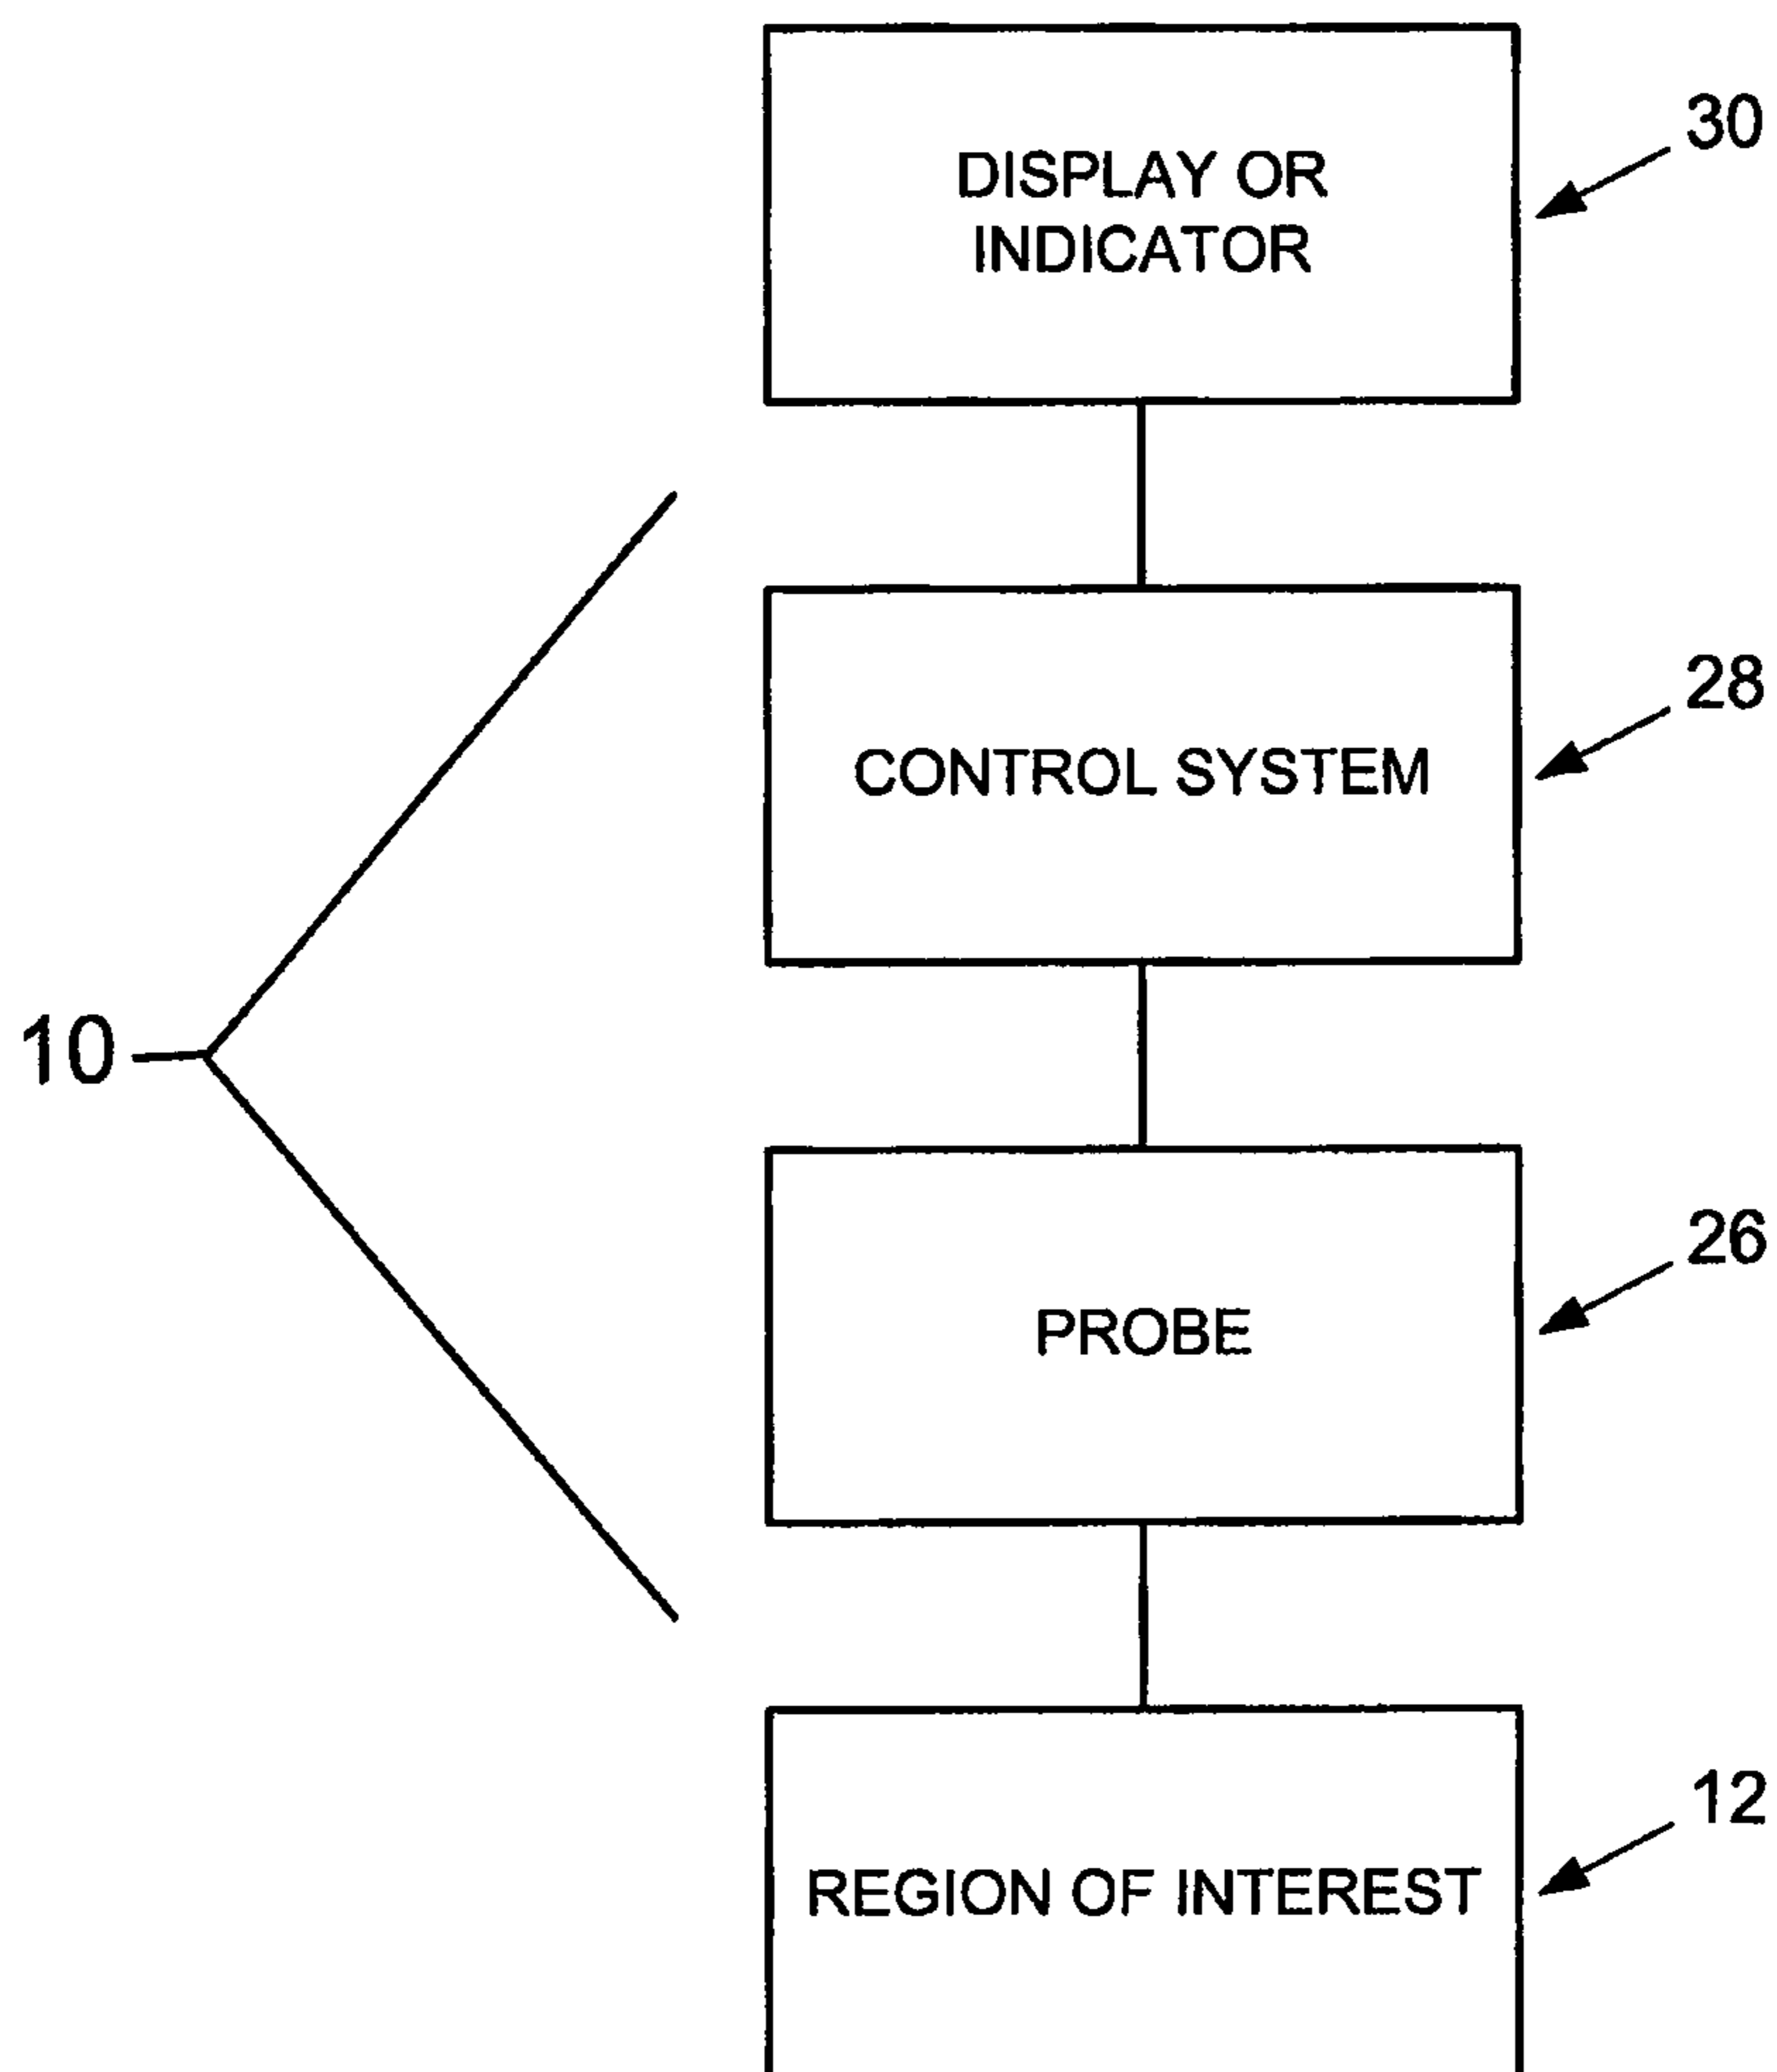 DISPLAY OR
INDICATOR
30
CONTROL SYSTEM
28
10
PROBE
26
REGION OF INTEREST
12